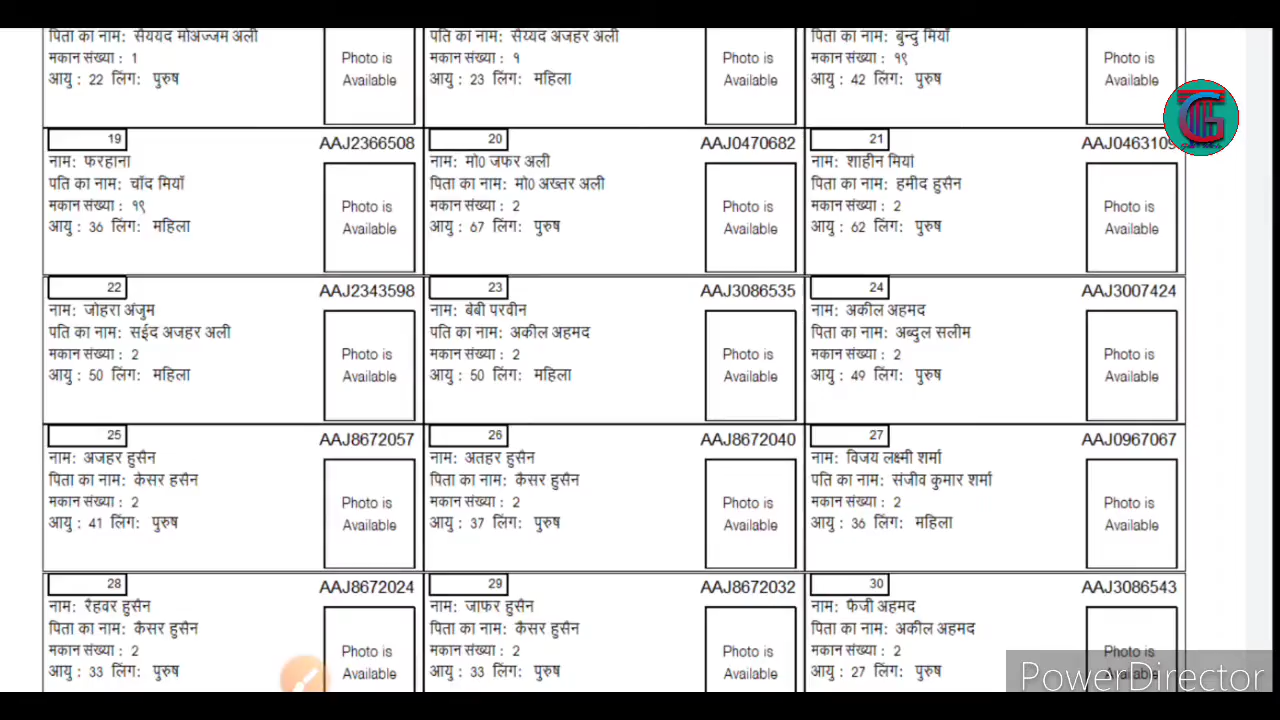 पिता का नाम: सैययद मोअज्जम अली
मकान संख्या : 1
आयु : 22 लिंग: पुरुष
Photo is
Available
पति का नाम: सैय्यद अजहर अली
मकान संख्या : १
आयु : 23 लिंग: महिला
Photo is
Available
पिता का नाम: बुन्दु मियाँ
मकान संख्या : १९
आयु : 42 लिंग: पुरुष
Photo is
Available
19 AAJ2366508
नाम: फरहाना
पति का नाम: चाँद मियाँ
मकान संख्या : १९
आयु : 36 लिंग: महिला
Photo is
Available
20 AAJ0470682
नाम: मो0 जफर अली
पिता का नाम: मो0 अख्तर अली
मकान संख्या : 2
आयु : 67 लिंग: पुरुष
Photo is
Available
21 AAJ0463109
नाम: शाहीन मियां
पिता का नाम: हमीद हुसैन
मकान संख्या : 2
आयु : 62 लिंग: पुरुष
Photo is
Available
22 AAJ2343598
नाम: जोहरा अंजुम
पति का नाम: सईद अजहर अली
मकान संख्या : 2
आयु : 50 लिंग: महिला
Photo is
Available
23 AAJ3086535
नाम: बेबी परवीन
पति का नाम: अकील अहमद
मकान संख्या : 2
आयु : 50 लिंग: महिला
Photo is
Available
24 AAJ3007424
नाम: अकील अहमद
पिता का नाम: अब्दुल सलीम
मकान संख्या : 2
आयु : 49 लिंग: पुरुष
Photo is
Available
25 AAJ8672057
नाम: अजहर हुसैन
पिता का नाम: केसर हसैन
मकान संख्या : 2
आयु : 41 लिंग: पुरुष
Photo is
Available
26 AAJ8672040
नाम: अतहर हुसैन
पिता का नाम: कैसर हुसैन
मकान संख्या : 2
आयु : 37 लिंग: पुरुष
Photo is
Available
27 AAJ0967067
नाम: विजय लक्ष्मी शर्मा
पति का नाम: संजीव कुमार शर्मा
मकान संख्या : 2
आयु : 36 लिंग: महिला
Photo is
Available
28 AAJ8672024
नाम: रैहवर हुसैन
पिता का नाम: कैसर हुसैन
मकान संख्या : 2
आयु : 33 लिंग: पुरुष
Photo is
Available
29 AAJ8672032
नाम: जाफर हुसैन
पिता का नाम: कैसर हुसैन
मकान संख्या : 2
आयु : 33 लिंग: पुरुष
Photo is
Available
30 AAJ3086543
नाम: फैजी अहमद
पिता का नाम: अकील अहमद
मकान संख्या : 2
आयु : 27 लिंग: पुरुष
Photo is
Available
PowerDirector